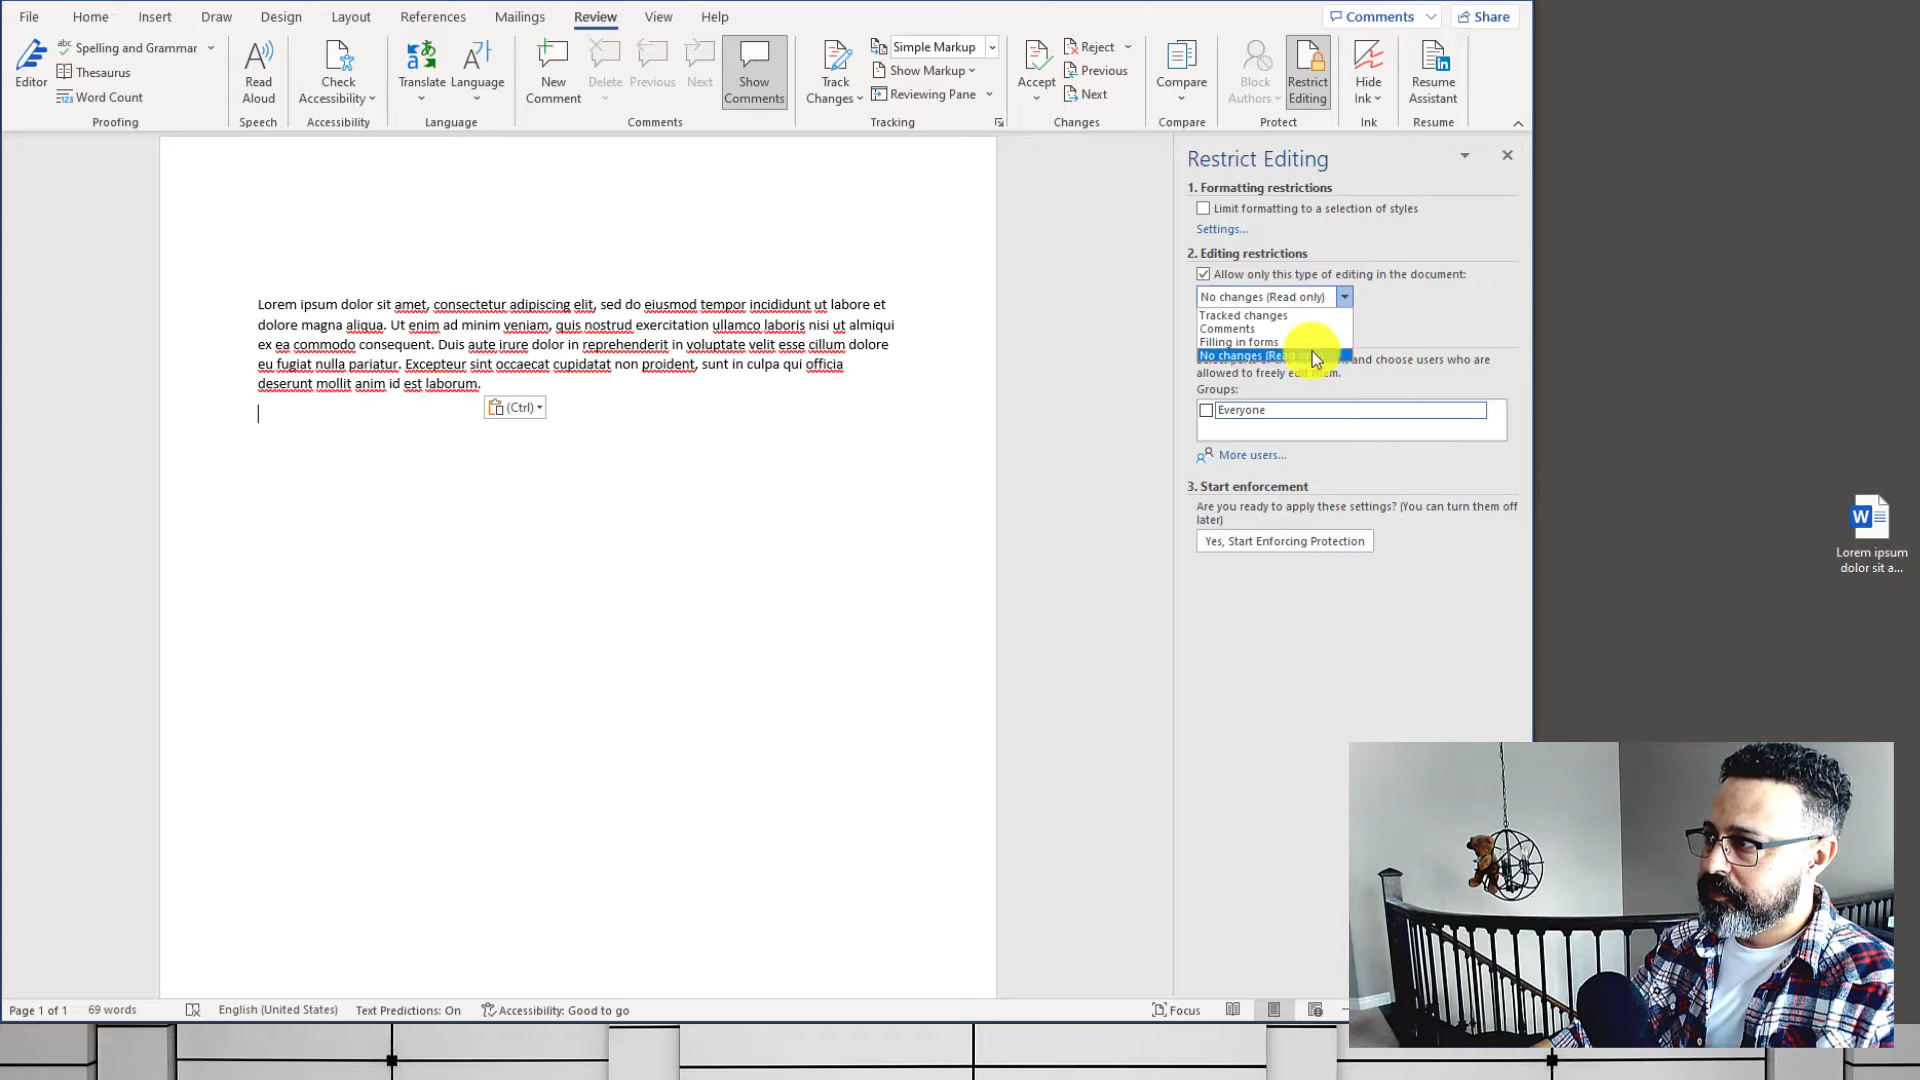 File Home Insert Draw Design Layout References Mailings Review View Help Comments Share
Editor
abc Spelling and Grammar
Thesaurus
123 Word Count
Proofing
A Read Aloud
Speech
Check Accessibility
Accessibility
Translate
Language
Language
New Comment
Delete
Previous
Next
Show Comments
Comments
Track Changes
Simple Markup
Show Markup
Reviewing Pane
Tracking
Accept
Reject
Previous
Next
Changes
Compare
Compare
Block Authors
Restrict Editing
Protect
Hide Ink
Ink
Resume Assistant
Resume
Lorem ipsum dolor sit amet, consectetur adipiscing elit, sed do eiusmod tempor incididunt ut labore et
dolore magna aliqua. Ut enim ad minim veniam, quis nostrud exercitation ullamco laboris nisi ut almiqui
ex ea commodo consequent. Duis aute irure dolor in reprehenderit in voluptate velit esse cillum dolore
eu fugiat nulla pariatur. Excepteur sint occaecat cupidatat non proident, sunt in culpa qui officia
deserunt mollit anim id est laborum.
(Ctrl)
Restrict Editing
1. Formatting restrictions
Limit formatting to a selection of styles
Settings...
2. Editing restrictions
Allow only this type of editing in the document:
No changes (Read only)
Tracked changes
Comments
Filling in forms
No changes (Read
and choose users who are
allowed to freely edit them.
Groups:
Everyone
More users...
3. Start enforcement
Are you ready to apply these settings? (You can turn them off
later)
Yes, Start Enforcing Protection
W
Lorem ipsum
dolor sit a...
Page 1 of 1 69 words English (United States) Text Predictions: On Accessibility: Good to go Focus